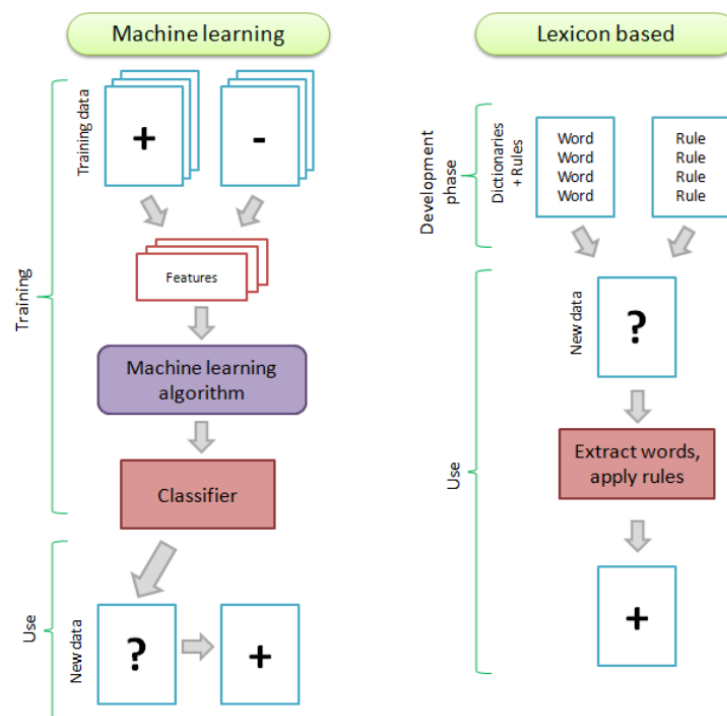 Machine learning
Training
Training data
+
-
Features
Machine learning
algorithm
Classifier
Use
New data
?
+
Lexicon based
Development
phase
Dictionaries
+ Rules
Word
Word
Word
Word
Rule
Rule
Rule
Rule
Use
New data
?
Extract words,
apply rules
+